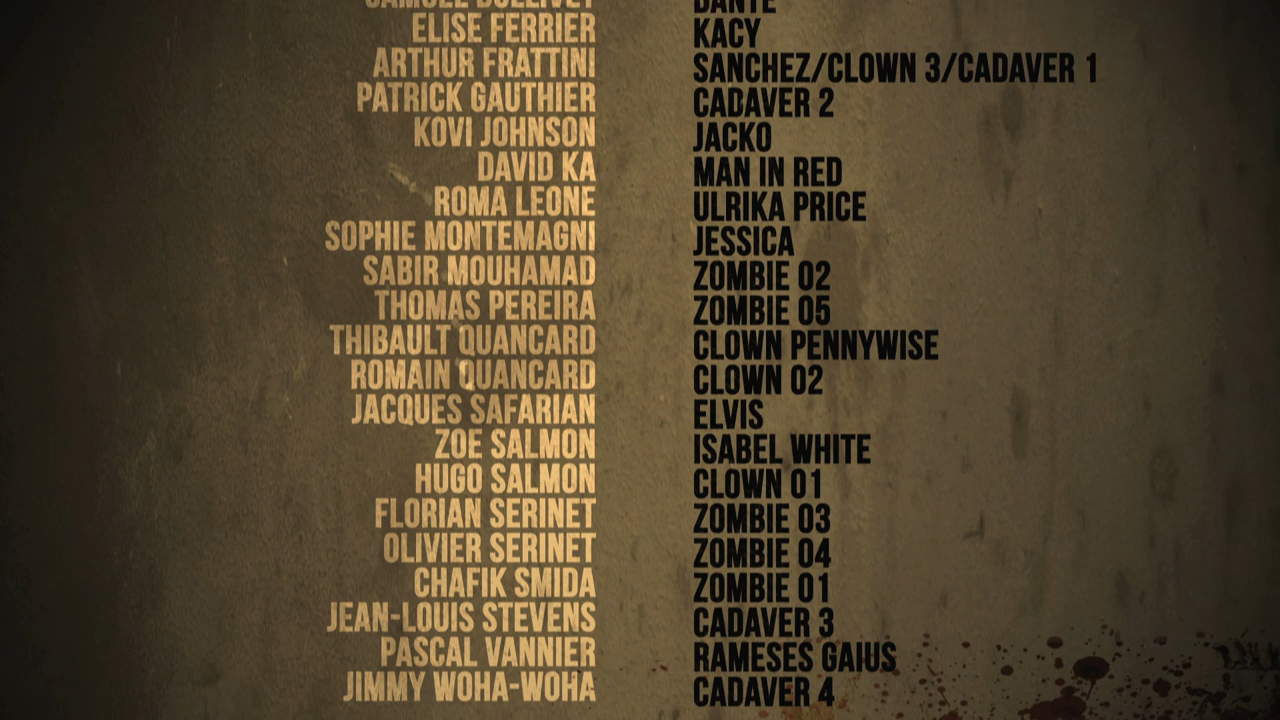 DANTE
ELISE FERRIER KACY
ARTHUR FRATTINI SANCHEZ/CLOWN 3/CADAVER 1
PATRICK GAUTHIER CADAVER 2
KOVI JOHNSON JACKO
DAVID KA MAN IN RED
ROMA LEONE ULRIKA PRICE
SOPHIE MONTEMAGNI JESSICA
SABIR MOUHAMAD ZOMBIE 02
THOMAS PEREIRA ZOMBIE 05
THIBAULT QUANCARD CLOWN PENNYWISE
ROMAIN QUANCARD CLOWN 02
JACQUES SAFARIAN ELVIS
ZOE SALMON ISABEL WHITE
HUGO SALMON CLOWN 01
FLORIAN SERINET ZOMBIE 03
OLIVIER SERINET ZOMBIE 04
CHAFIK SMIDA ZOMBIE 01
JEAN-LOUIS STEVENS CADAVER 3
PASCAL VANNIER RAMESES GAIUS
JIMMY WOHA-WOHA CADAVER 4